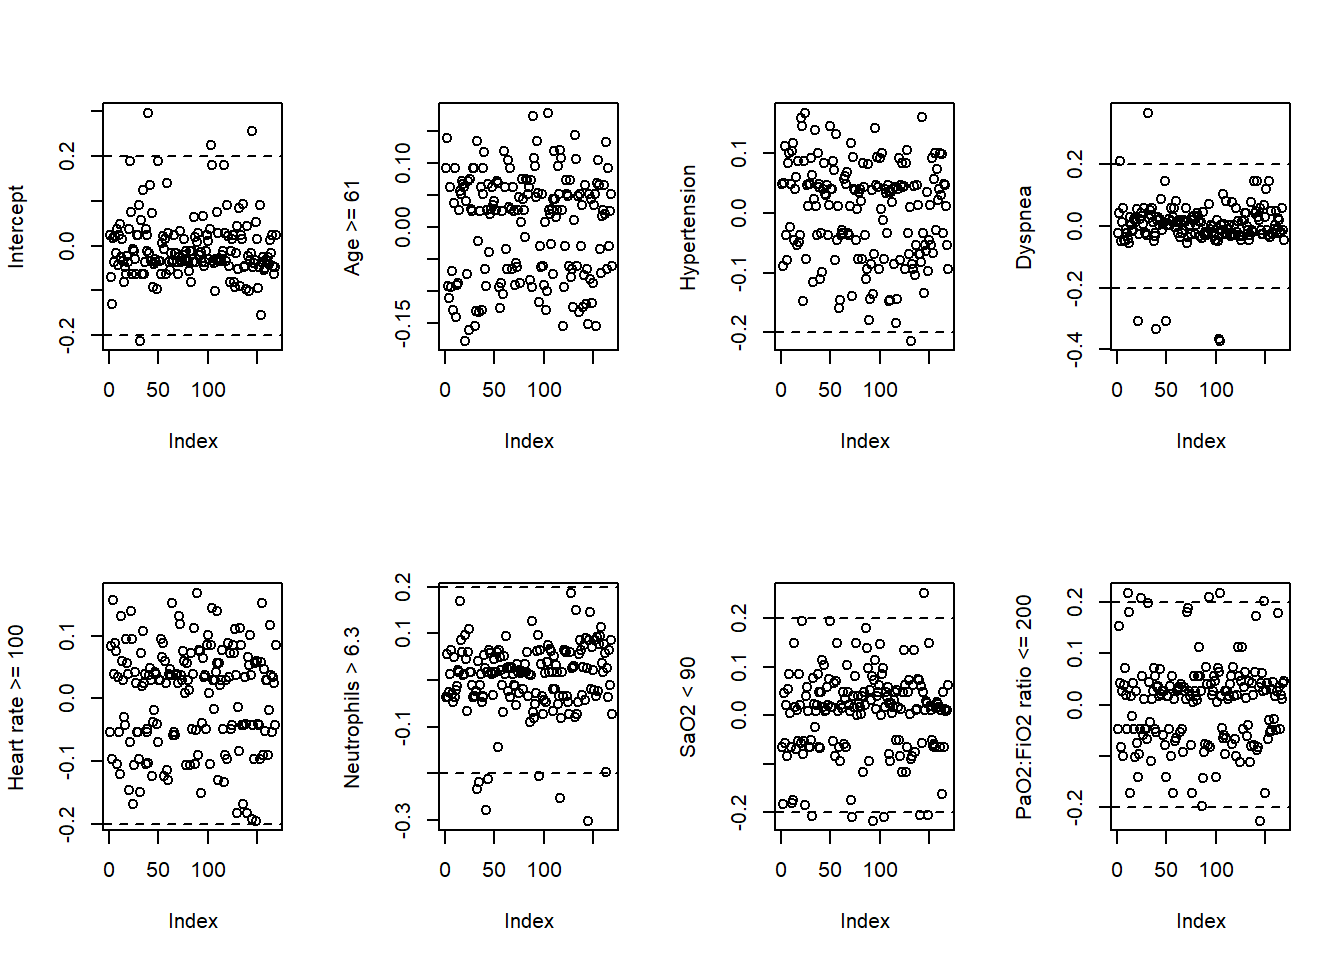 Intercept
0.2
0.0
-0.2
0 50 100
Index
Age >= 61
0.10
0.00
-0.15
0 50 100
Index
Hypertension
0.1
0.0
-0.1
-0.2
0 50 100
Index
Dyspnea
0.2
0.0
-0.2
-0.4
0 50 100
Index
Heart rate >= 100
0.1
0.0
-0.1
-0.2
0 50 100
Index
Neutrophils > 6.3
0.2
0.1
-0.1
-0.3
0 50 100
Index
SaO2 < 90
0.2
0.1
0.0
-0.2
0 50 100
Index
PaO2:FiO2 ratio <= 200
0.2
0.1
0.0
-0.2
0 50 100
Index